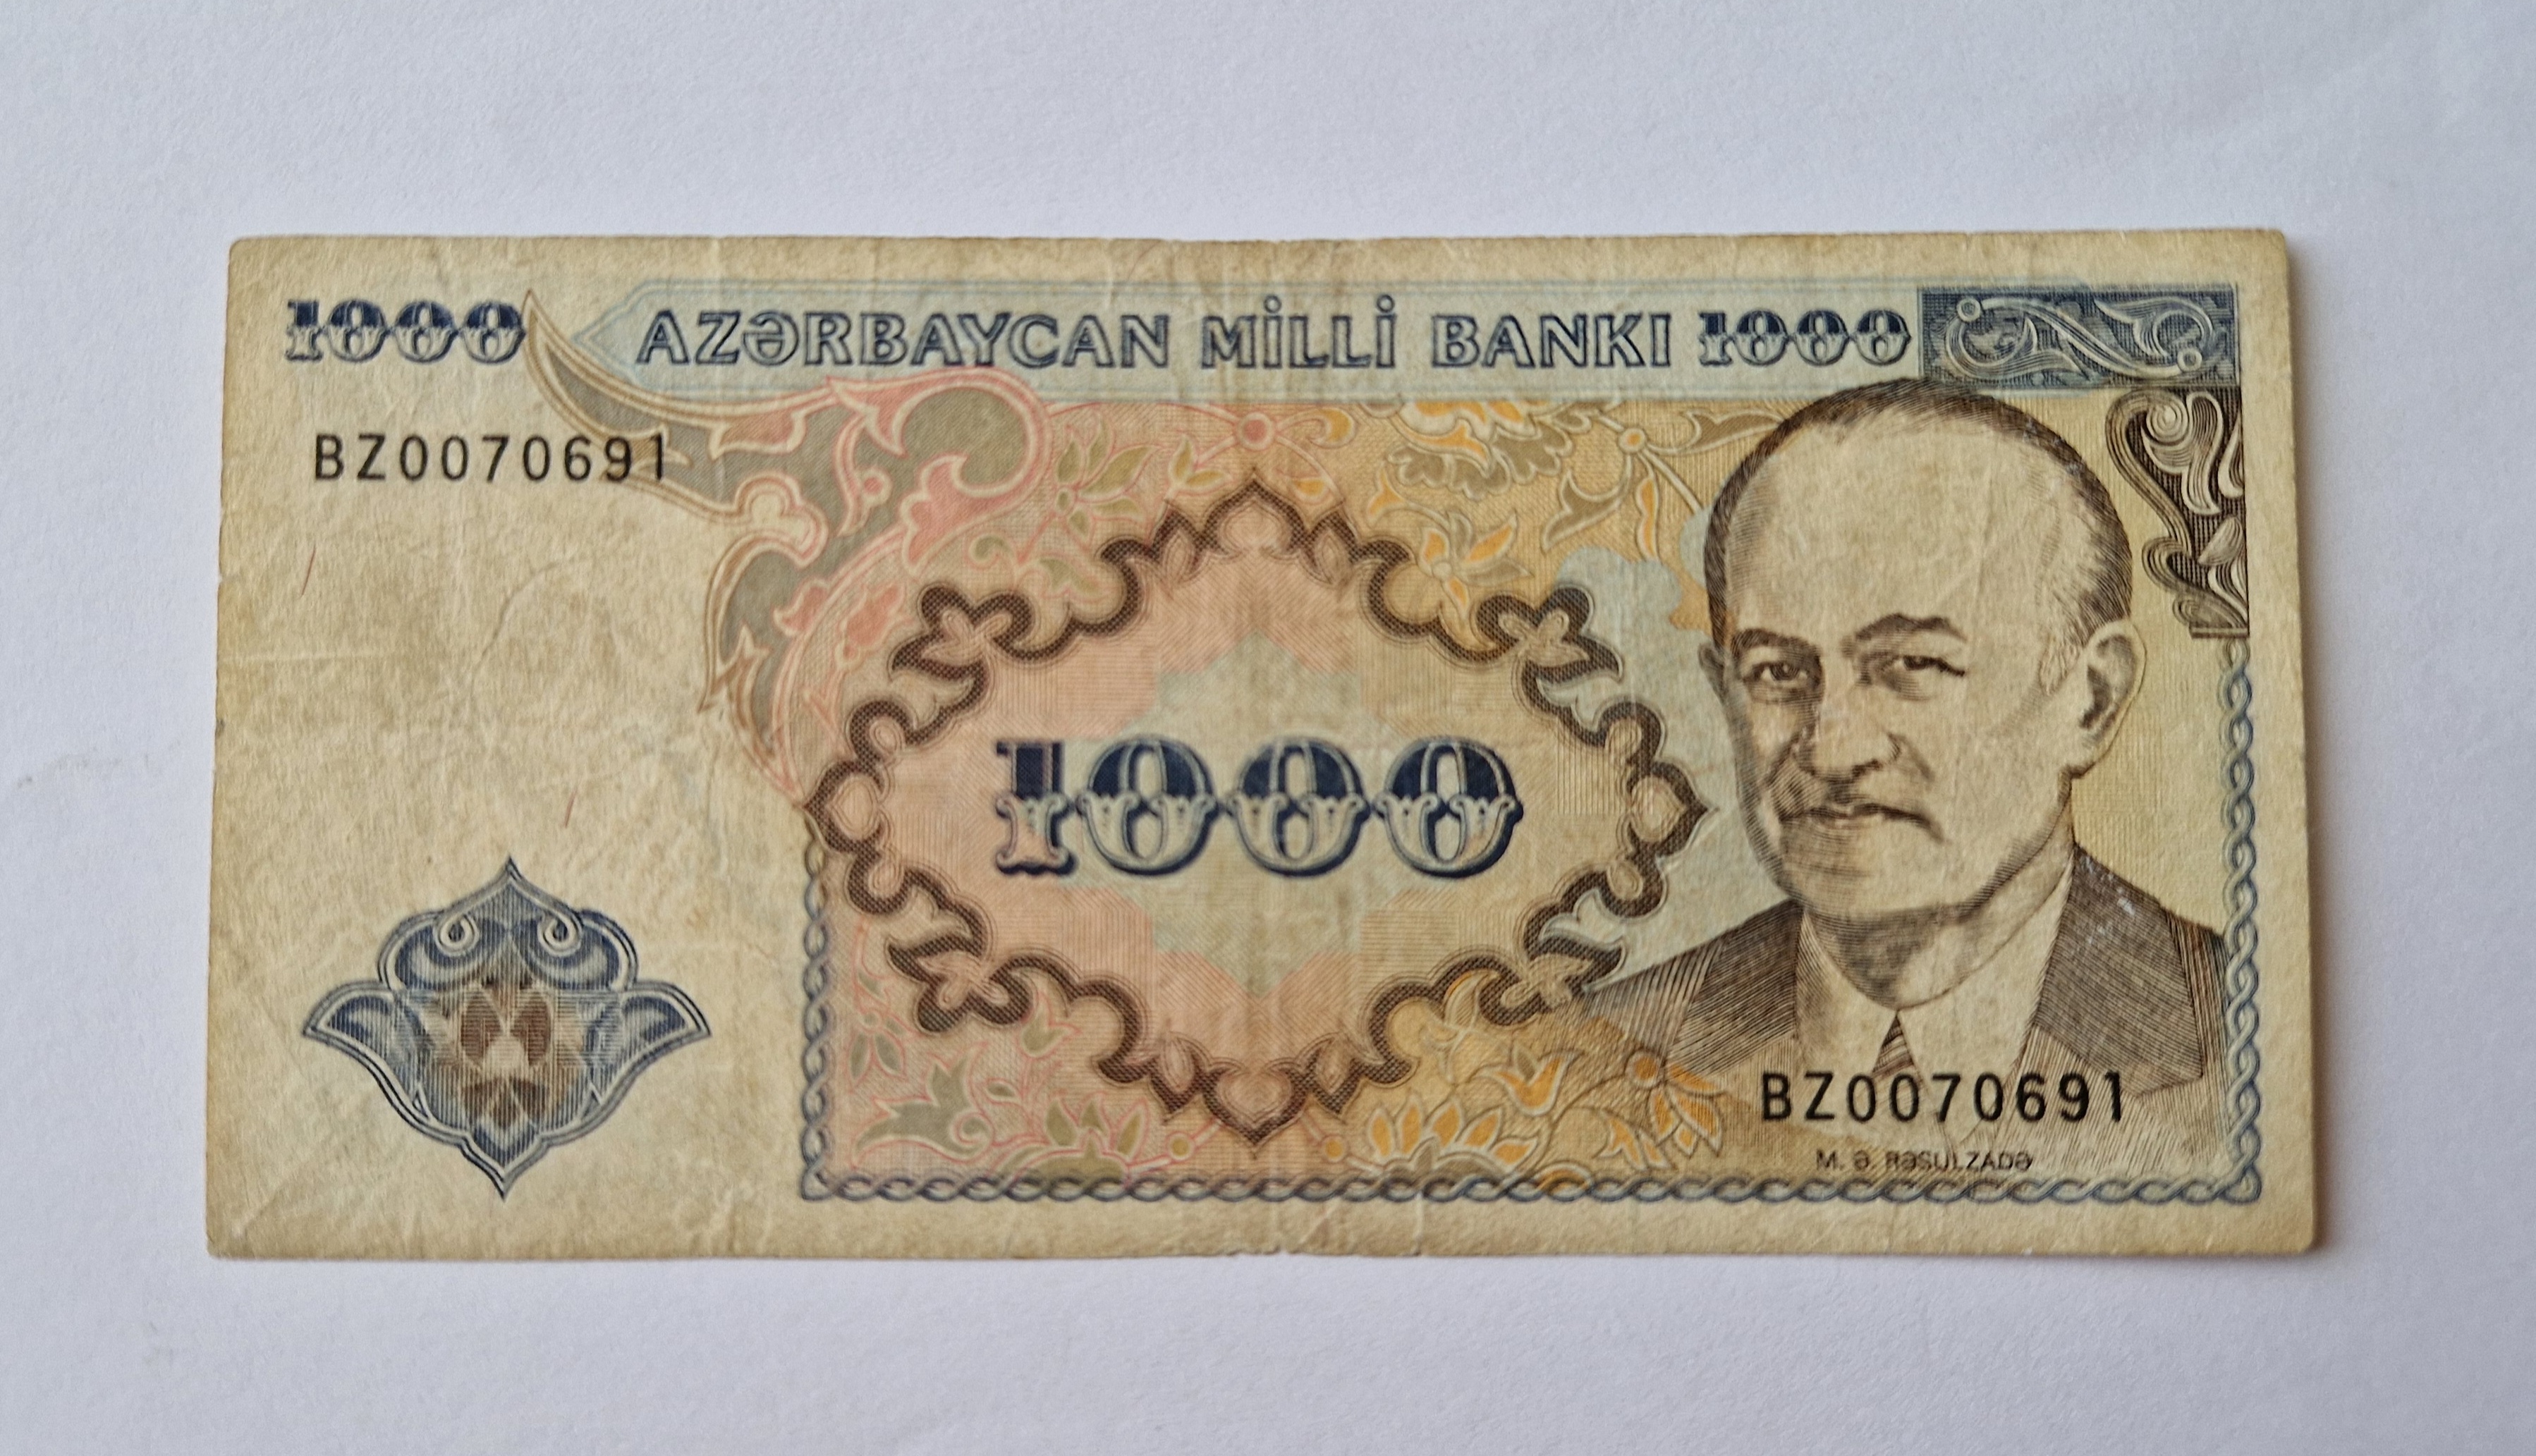 1000 AZƏRBAYCAN MİLLİ BANKI 1000
BZ0070691
1000
BZ0070691
M. Ə. RƏSULZADƏ